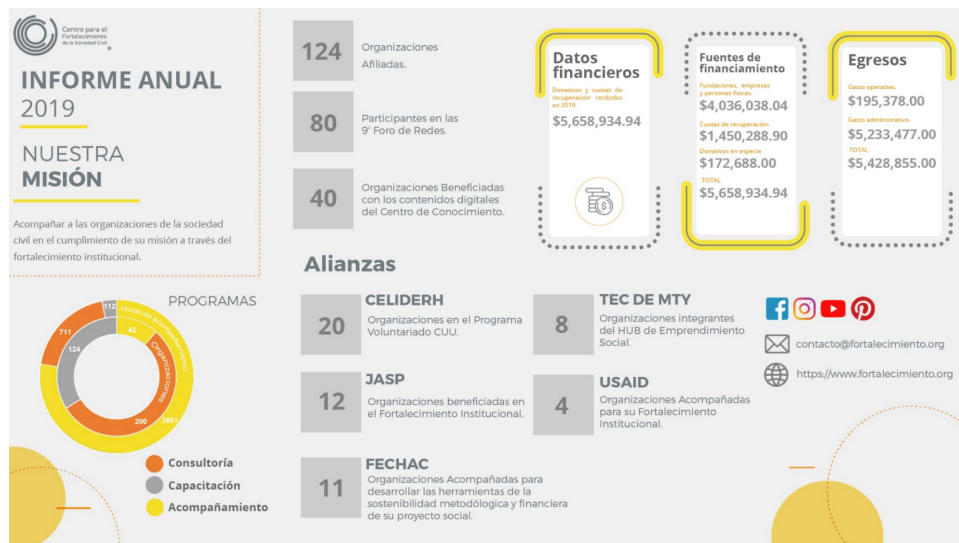 Centro para el
Fortalecimiento
de la Sociedad Civil
INFORME ANUAL
2019
NUESTRA
MISIÓN
Acompañar a las organizaciones de la sociedad
civil en el cumplimiento de su misión a través del
fortalecimiento institucional.
PROGRAMAS
112
Horas de acompañamiento
711
42
124
Organizaciones
200
2851
Consultoría
Capacitación
Acompañamiento
124
Organizaciones
Afiliadas.
80
Participantes en las
9° Foro de Redes.
40
Organizaciones Beneficiadas
con los contenidos digitales
del Centro de Conocimiento.
Datos
financieros
Donativos y cuotas de
recuperación recibidos
en 2019
$5,658,934.94
Fuentes de
financiamiento
Fundaciones, empresas
y personas físicas.
$4,036,038.04
Cuotas de recuperación
$1,450,288.90
Donativos en especie
$172,688.00
TOTAL
$5,658,934.94
Egresos
Gasto operativo.
$195,378.00
Gasto administrativo.
$5,233,477.00
TOTAL
$5,428,855.00
Alianzas
20
CELIDERH
Organizaciones en el Programa
Voluntariado CUU.
8
TEC DE MTY
Organizaciones integrantes
del HUB de Emprendimiento
Social.
12
JASP
Organizaciones beneficiadas en
el Fortalecimiento Institucional.
4
USAID
Organizaciones Acompañadas
para su Fortalecimiento
Institucional.
11
FECHAC
Organizaciones Acompañadas para
desarrollar las herramientas de la
sostenibilidad metodólogica y financiera
de su proyecto social.
contacto@fortalecimiento.org
https://www.fortalecimiento.org